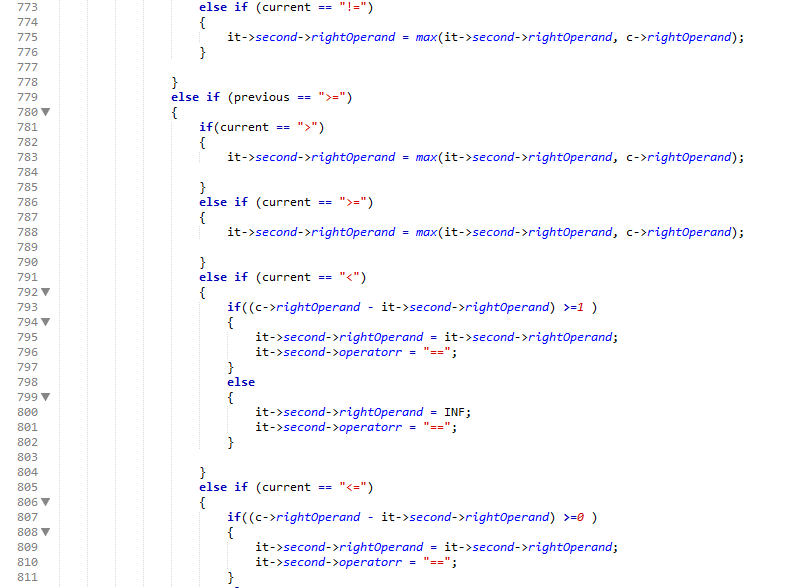 773 else if (current == "!=")
774 {
775 it->second->rightOperand = max(it->second->rightOperand, c->rightOperand);
776 }
777
778 }
779 else if (previous == ">=")
780 {
781 if(current == ">")
782 {
783 it->second->rightOperand = max(it->second->rightOperand, c->rightOperand);
784
785 }
786 else if (current == ">=")
787 {
788 it->second->rightOperand = max(it->second->rightOperand, c->rightOperand);
789
790 }
791 else if (current == "<")
792 {
793 if((c->rightOperand - it->second->rightOperand) >=1 )
794 {
795 it->second->rightOperand = it->second->rightOperand;
796 it->second->operatorr = "==";
797 }
798 else
799 {
800 it->second->rightOperand = INF;
801 it->second->operatorr = "==";
802 }
803
804 }
805 else if (current == "<=")
806 {
807 if((c->rightOperand - it->second->rightOperand) >=0 )
808 {
809 it->second->rightOperand = it->second->rightOperand;
810 it->second->operatorr = "==";
811 }